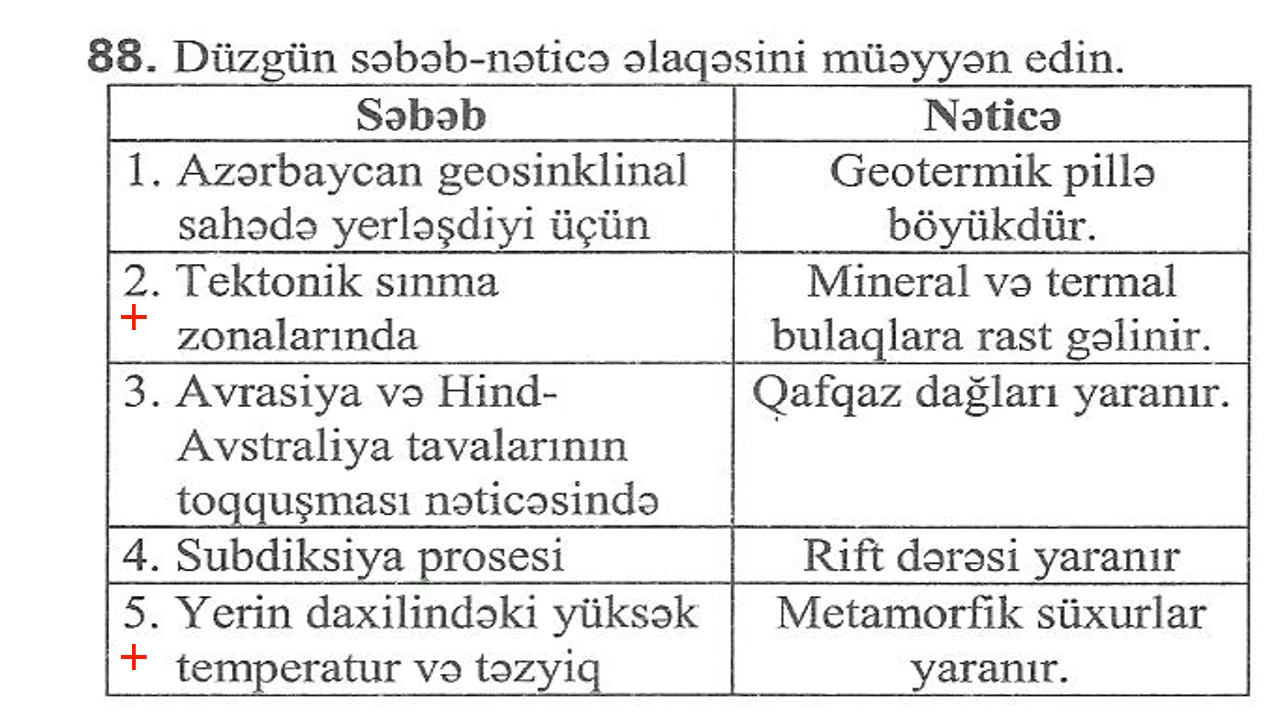 88. Düzgün səbəb-nəticə əlaqəsini müəyyən edin.
Səbəb Nəticə
1. Azərbaycan geosinklinal
sahədə yerləşdiyi üçün
Geotermik pillə
böyükdür.
2. Tektonik sınma
+
zonalarında
Mineral və termal
bulaqlara rast gəlinir.
3. Avrasiya və Hind-
Avstraliya tavalarının
toqquşması nəticəsində
Qafqaz dağları yaranır.
4. Subdiksiya prosesi
Rift dərəsi yaranır
5. Yerin daxilindəki yüksək
+ temperatur və təzyiq
Metamorfik süxurlar
yaranır.